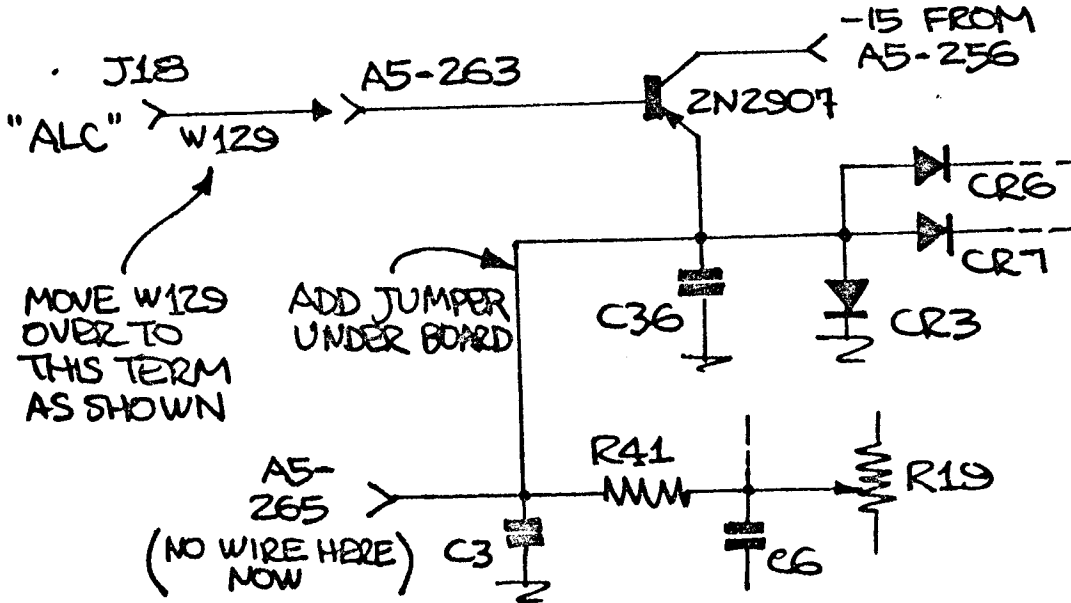 -15 FROM
A5-256
J18
A5-263
2N2907
"ALC"
W129
CR6
CR7
MOVE W129
OVER TO
THIS TERM
AS SHOWN
ADD JUMPER
UNDER BOARD
C36
CR3
R41
R19
A5-
265
(NO WIRE HERE
NOW)
C3
C6